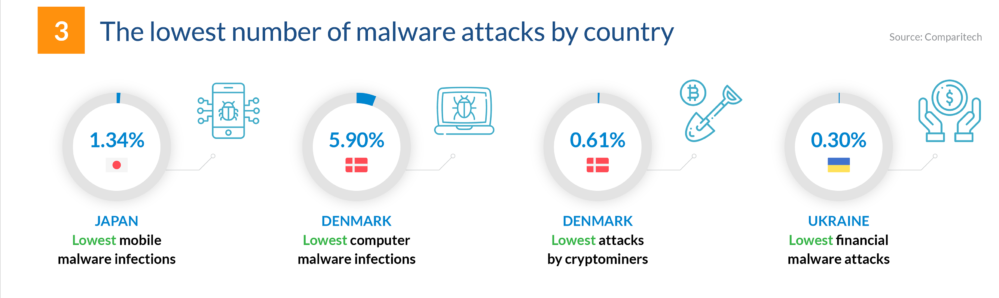 3
The lowest number of malware attacks by country
Source: Comparitech
1.34%
JAPAN
Lowest mobile
malware infections
5.90%
DENMARK
Lowest computer
malware infections
0.61%
DENMARK
Lowest attacks
by cryptominers
0.30%
UKRAINE
Lowest financial
malware attacks